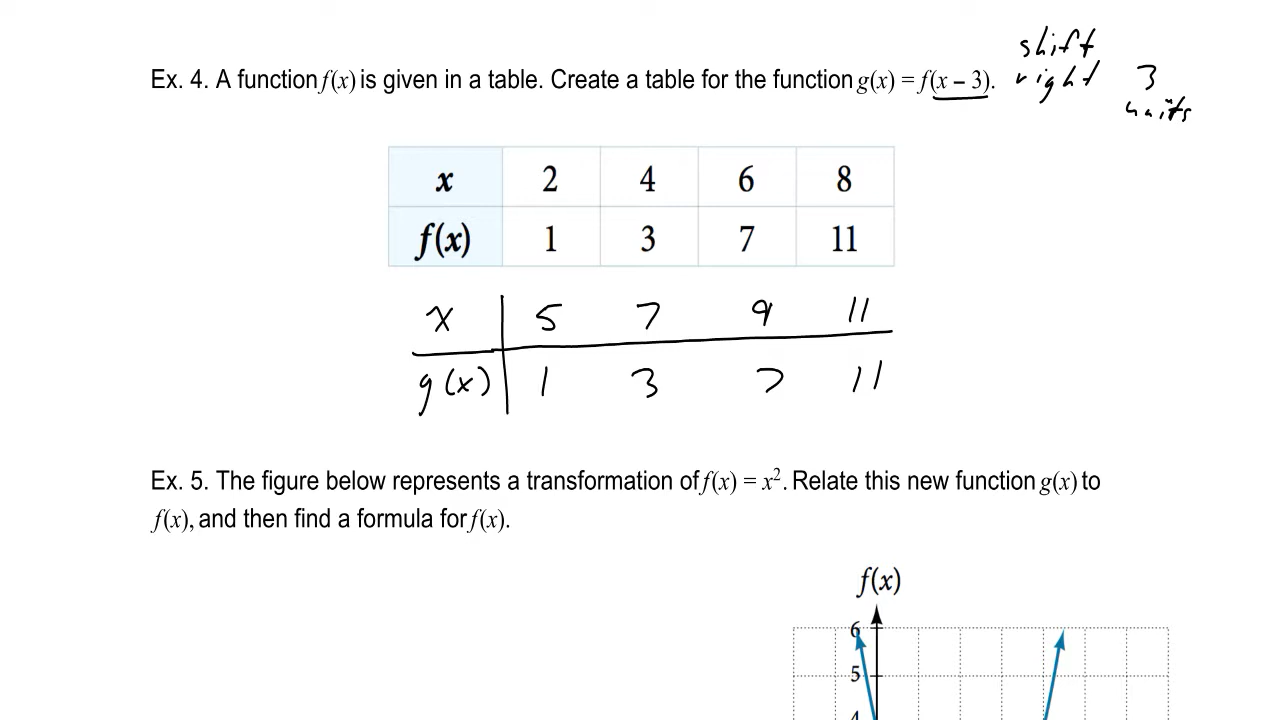 shift
Ex. 4. A function f(x) is given in a table. Create a table for the function g(x) = f(x – 3). right 3
units
x 2 4 6 8
f(x) 1 3 7 11
x 5 7 9 11
g(x) 1 3 7 11
Ex. 5. The figure below represents a transformation of f(x) = x². Relate this new function g(x) to
f(x), and then find a formula for f(x).
f(x)
6
5
4